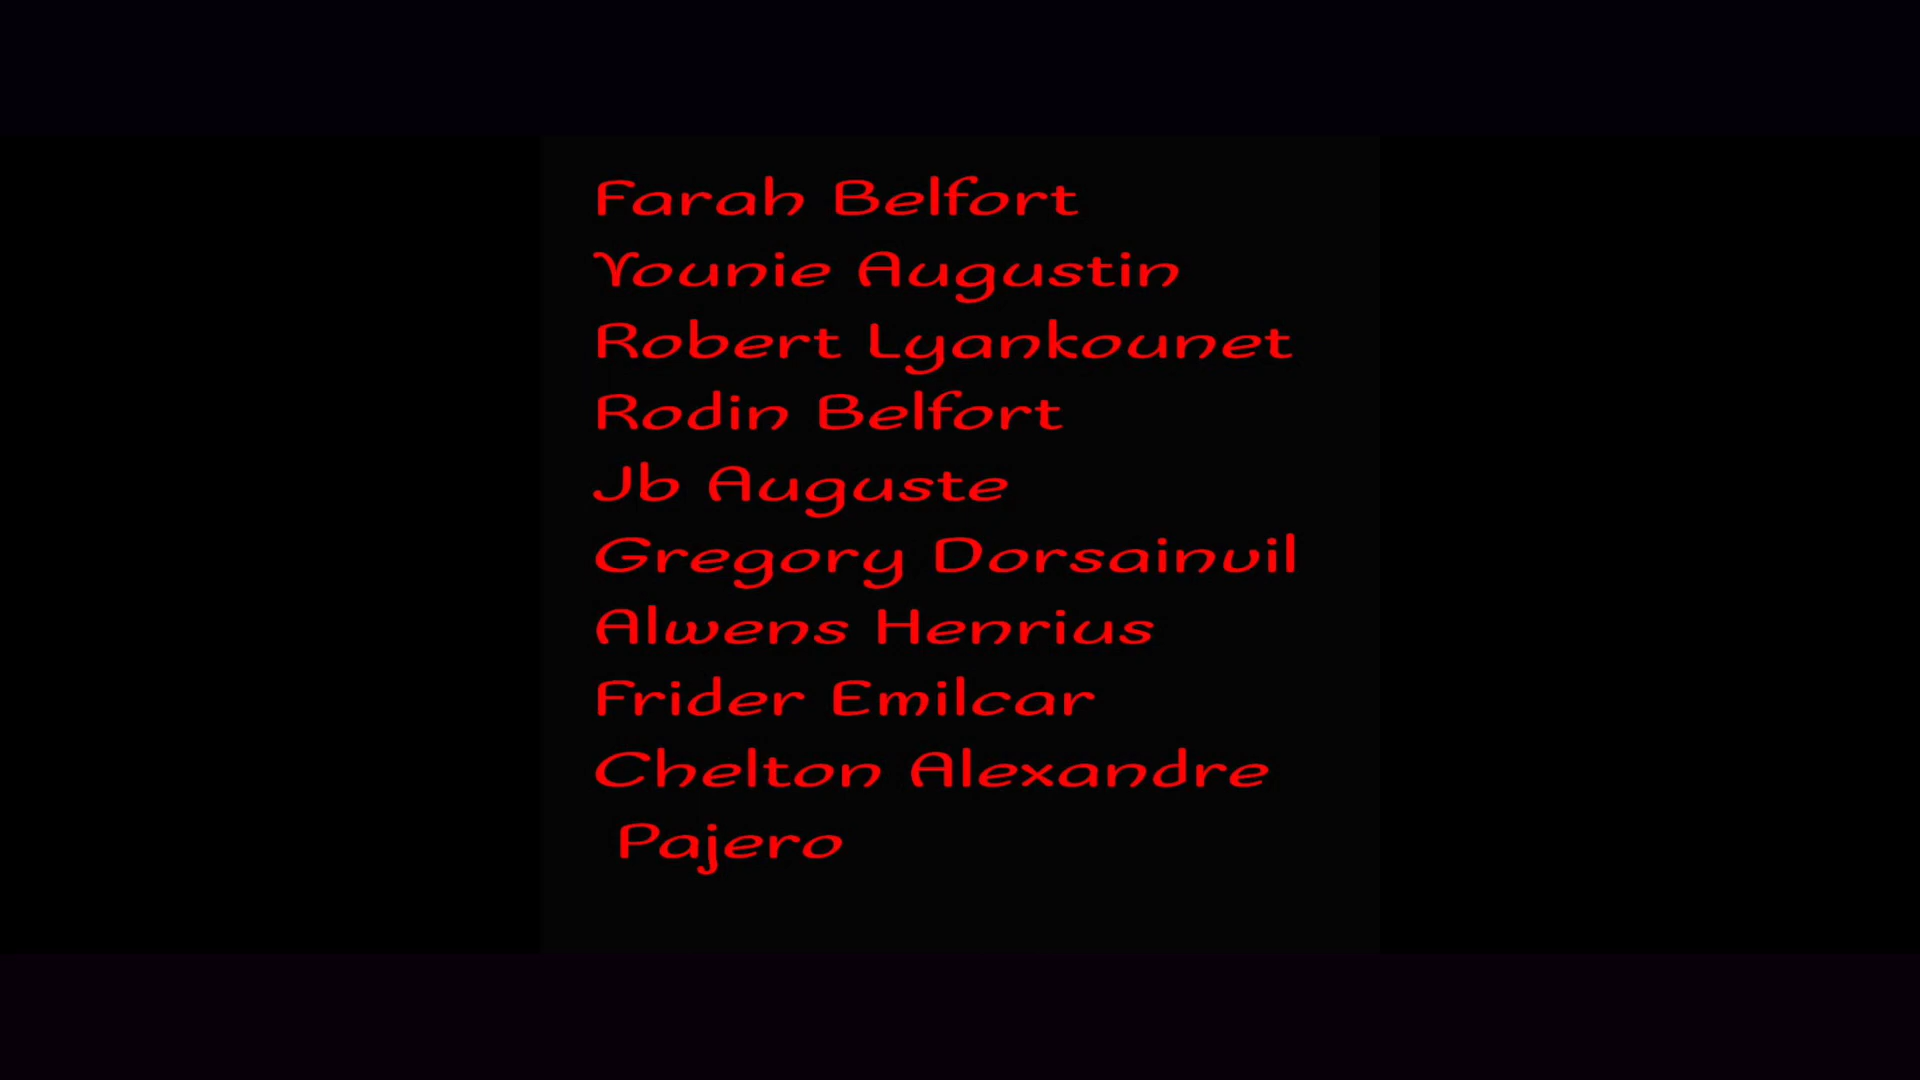 Farah Belfort
Younie Augustin
Robert Lyankounet
Rodin Belfort
Jb Auguste
Gregory Dorsainvil
Alwens Henrius
Frider Emilcar
Chelton Alexandre
Pajero